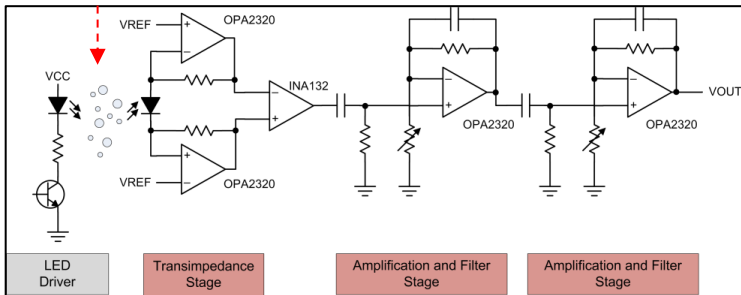 VREF
OPA2320
VCC
INA132
OPA2320
OPA2320
VOUT
VREF
OPA2320
LED
Driver
Transimpedance
Stage
Amplification and Filter
Stage
Amplification and Filter
Stage